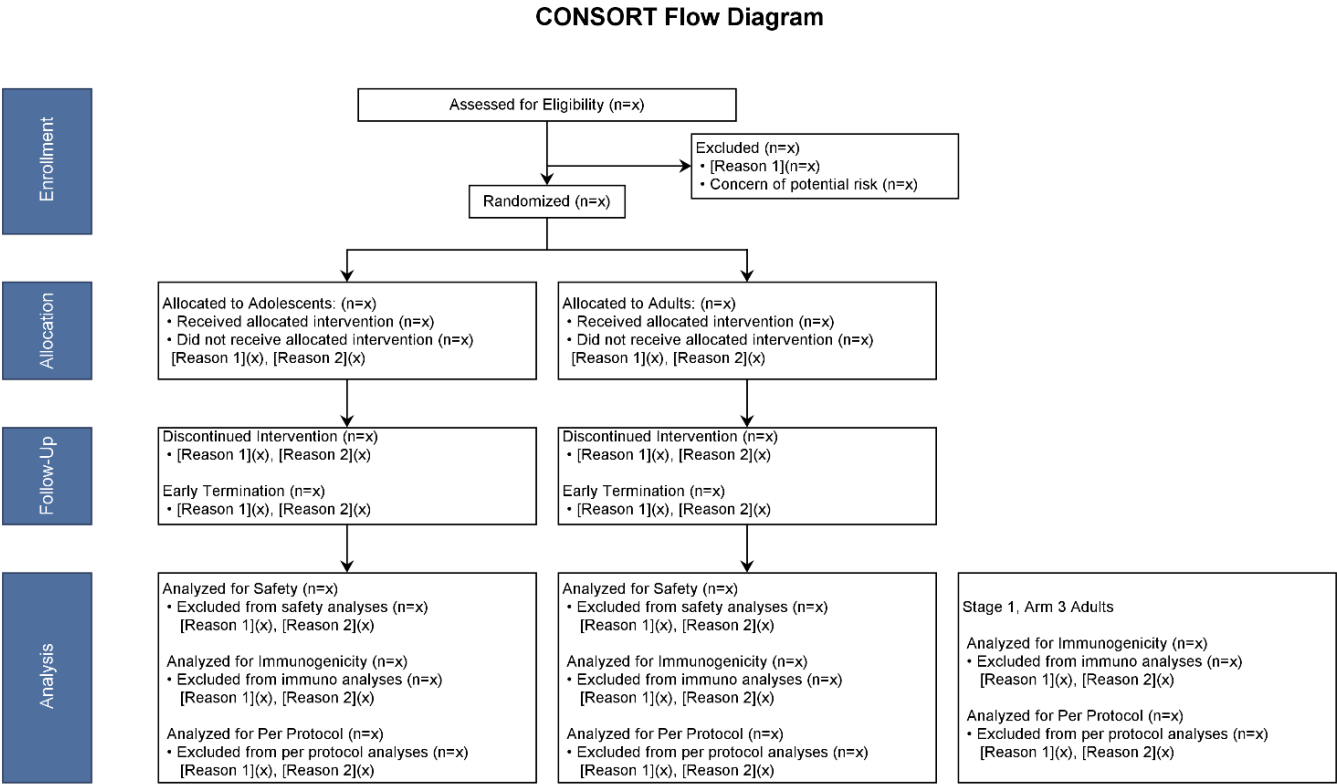 CONSORT Flow Diagram
Enrollment
Assessed for Eligibility (n=x)
Excluded (n=x)
• [Reason 1](n=x)
• Concern of potential risk (n=x)
Randomized (n=x)
Allocation
Allocated to Adolescents: (n=x)
• Received allocated intervention (n=x)
• Did not receive allocated intervention (n=x)
[Reason 1](x), [Reason 2](x)
Allocated to Adults: (n=x)
• Received allocated intervention (n=x)
• Did not receive allocated intervention (n=x)
[Reason 1](x), [Reason 2](x)
Follow-Up
Discontinued Intervention (n=x)
• [Reason 1](x), [Reason 2](x)
Early Termination (n=x)
• [Reason 1](x), [Reason 2](x)
Discontinued Intervention (n=x)
• [Reason 1](x), [Reason 2](x)
Early Termination (n=x)
• [Reason 1](x), [Reason 2](x)
Analysis
Analyzed for Safety (n=x)
• Excluded from safety analyses (n=x)
[Reason 1](x), [Reason 2](x)
Analyzed for Immunogenicity (n=x)
• Excluded from immuno analyses (n=x)
[Reason 1](x), [Reason 2](x)
Analyzed for Per Protocol (n=x)
• Excluded from per protocol analyses (n=x)
[Reason 1](x), [Reason 2](x)
Analyzed for Safety (n=x)
• Excluded from safety analyses (n=x)
[Reason 1](x), [Reason 2](x)
Analyzed for Immunogenicity (n=x)
• Excluded from immuno analyses (n=x)
[Reason 1](x), [Reason 2](x)
Analyzed for Per Protocol (n=x)
• Excluded from per protocol analyses (n=x)
[Reason 1](x), [Reason 2](x)
Stage 1, Arm 3 Adults
Analyzed for Immunogenicity (n=x)
• Excluded from immuno analyses (n=x)
[Reason 1](x), [Reason 2](x)
Analyzed for Per Protocol (n=x)
• Excluded from per protocol analyses (n=x)
[Reason 1](x), [Reason 2](x)